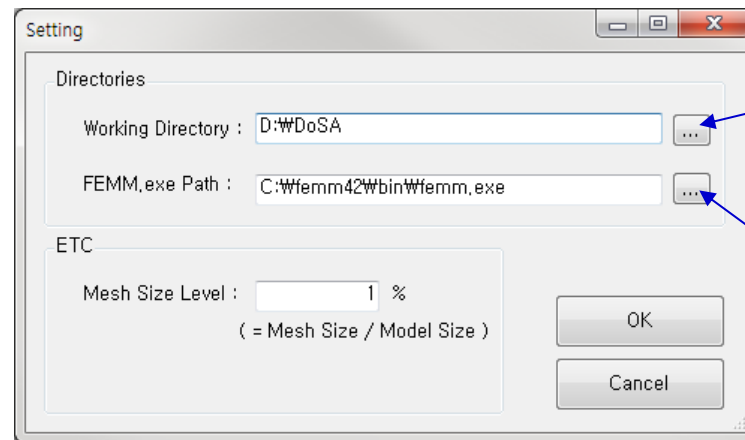 Setting
Directories
Working Directory : D:₩DoSA ...
FEMM,exe Path : C:₩femm42₩bin₩femm,exe ...
ETC
Mesh Size Level : 1 %
( = Mesh Size / Model Size )
OK
Cancel